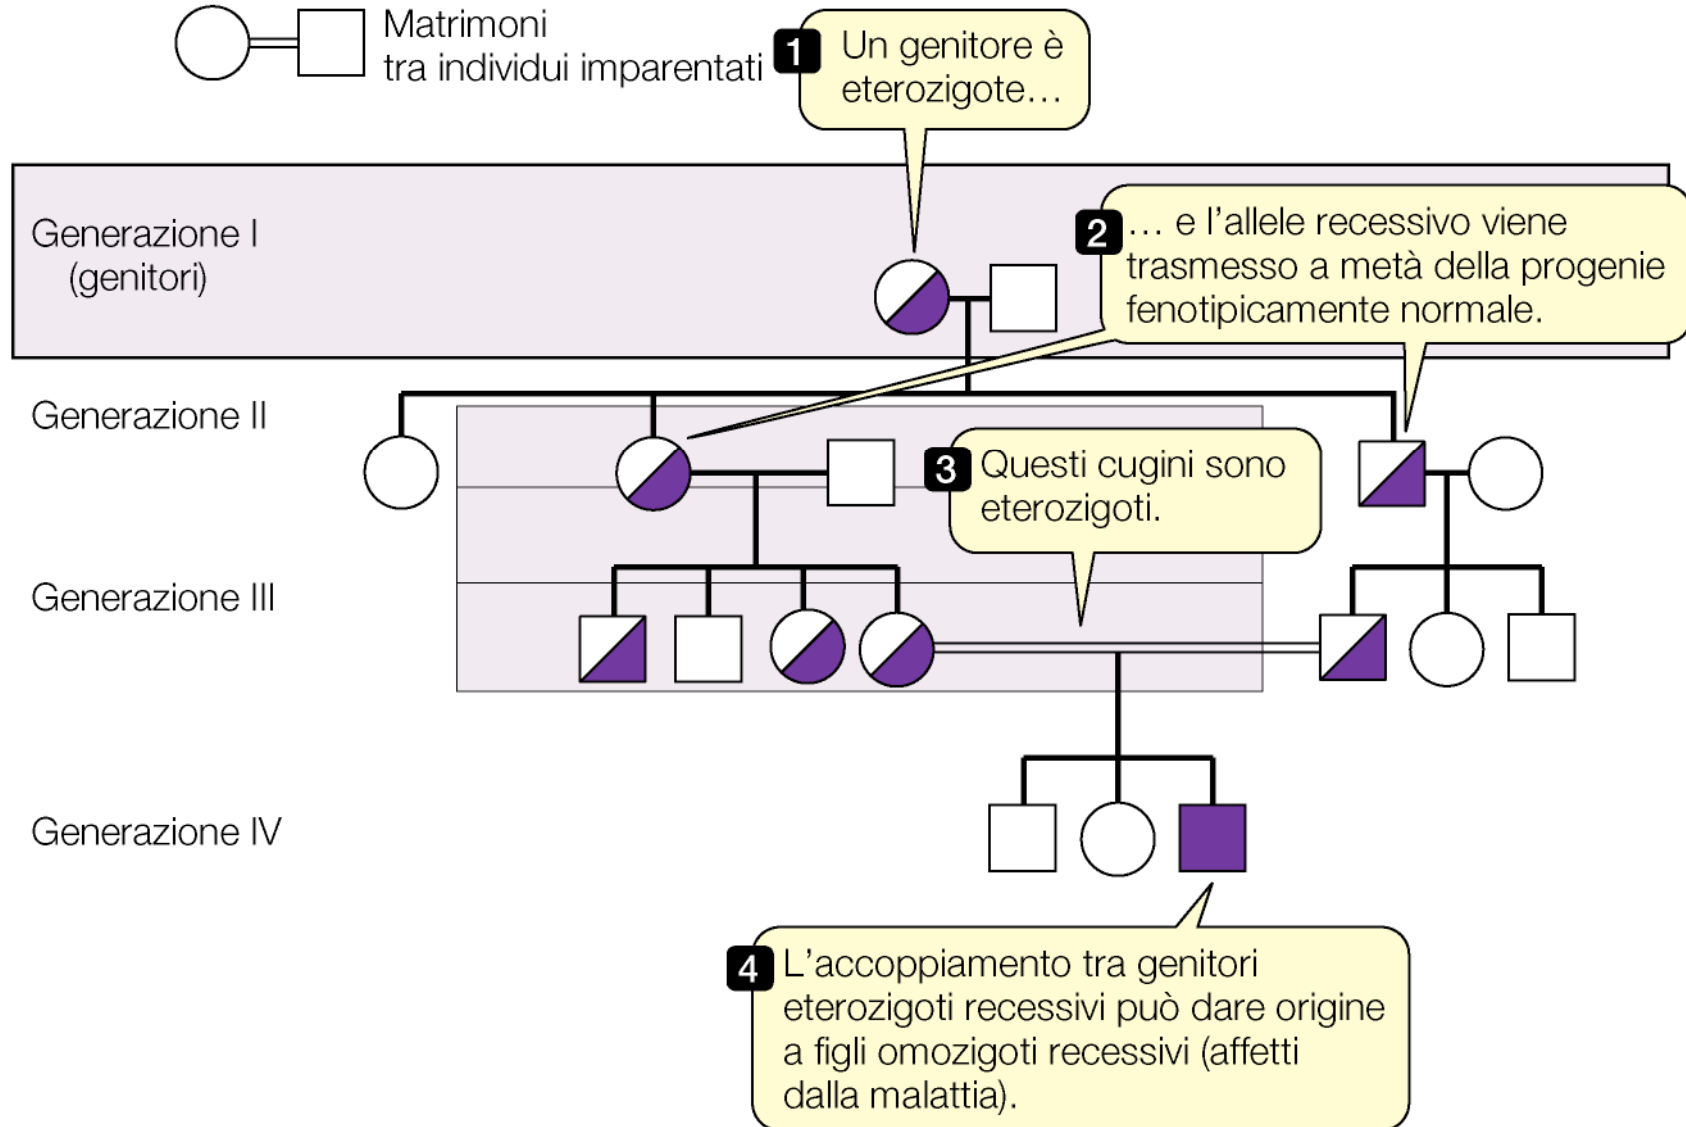 Matrimoni
tra individui imparentati
1 Un genitore è
eterozigote…
Generazione I
(genitori)
2 … e l'allele recessivo viene
trasmesso a metà della progenie
fenotipicamente normale.
Generazione II
3 Questi cugini sono
eterozigoti.
Generazione III
Generazione IV
4 L'accoppiamento tra genitori
eterozigoti recessivi può dare origine
a figli omozigoti recessivi (affetti
dalla malattia).